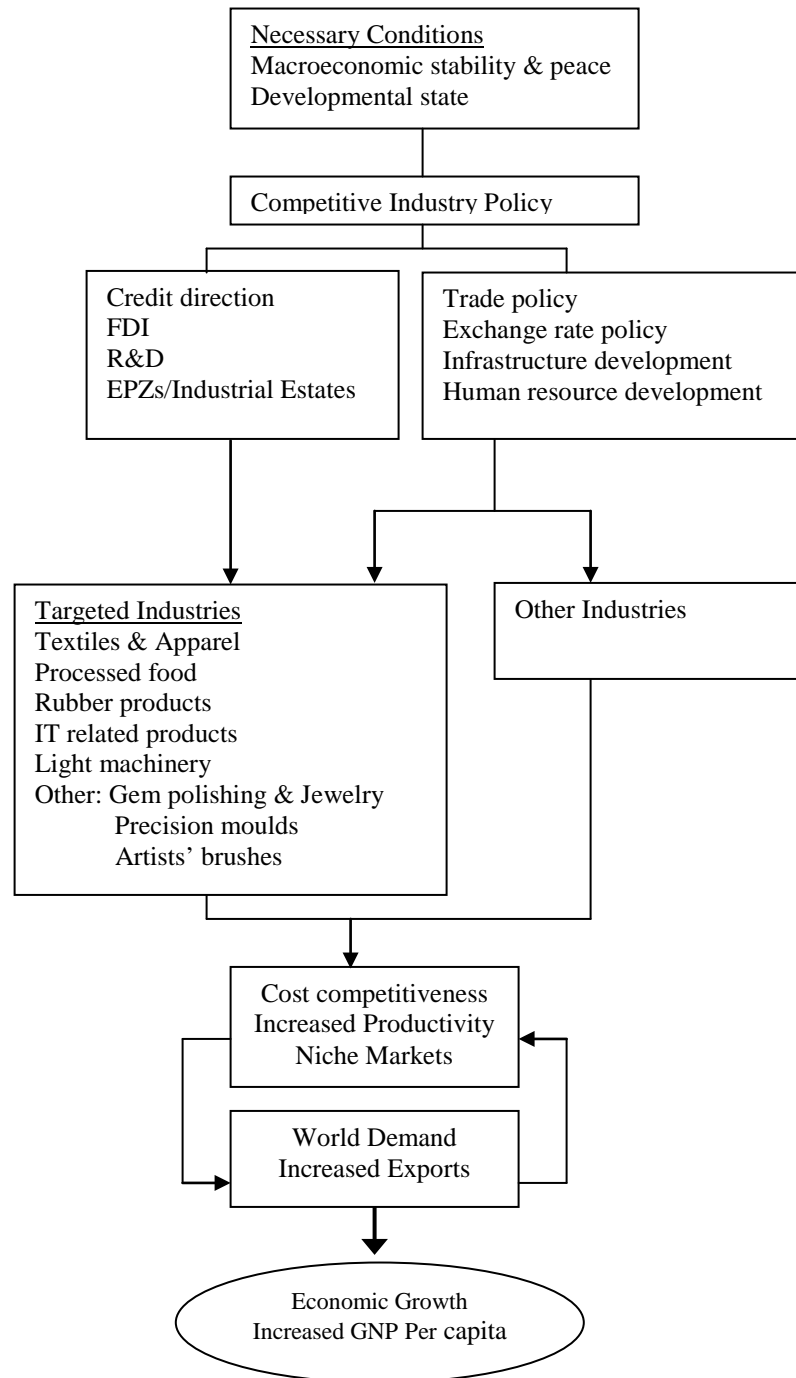 Necessary Conditions
Macroeconomic stability & peace
Developmental state
Competitive Industry Policy
Credit direction
FDI
R&D
EPZs/Industrial Estates
Trade policy
Exchange rate policy
Infrastructure development
Human resource development
Targeted Industries
Textiles & Apparel
Processed food
Rubber products
IT related products
Light machinery
Other: Gem polishing & Jewelry
Precision moulds
Artists’ brushes
Other Industries
Cost competitiveness
Increased Productivity
Niche Markets
World Demand
Increased Exports
Economic Growth
Increased GNP Per capita